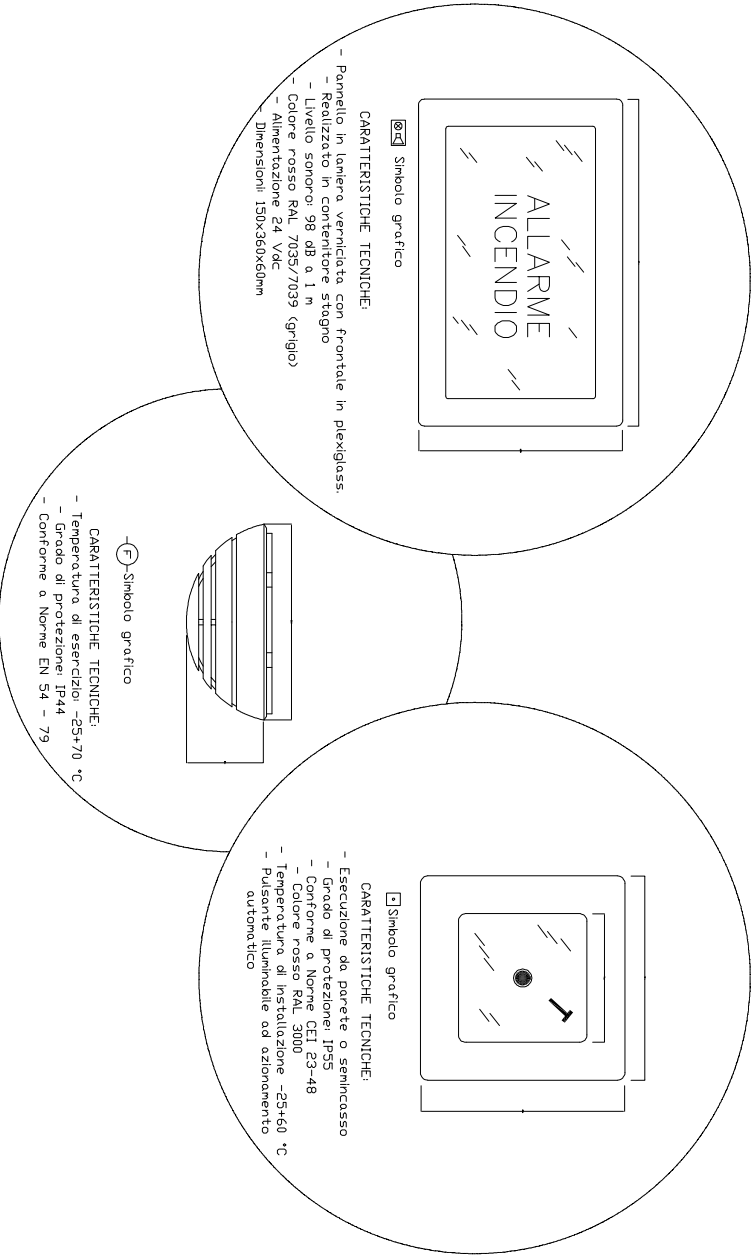 ALLARME
INCENDIO
Simbolo grafico
CARATTERISTICHE TECNICHE:
- Pannello in lamiera verniciata con frontale in plexiglass.
- Realizzato in contenitore stagno
- Livello sonoro: 98 dB a 1 m
- Colore rosso RAL 7035/7039 (grigio)
- Alimentazione 24 Vdc
- Dimensioni: 150x360x60mm
F Simbolo grafico
CARATTERISTICHE TECNICHE:
- Temperatura di esercizio: -25+70 °C
- Grado di protezione: IP44
- Conforme a Norme EN 54 - 79
Simbolo grafico
CARATTERISTICHE TECNICHE:
- Esecuzione da parete o semincasso
- Grado di protezione: IP55
- Conforme a Norme CEI 23-48
- Colore rosso RAL 3000
- Temperatura di installazione -25+60 °C
- Pulsante illuminabile ad azionamento
automatico